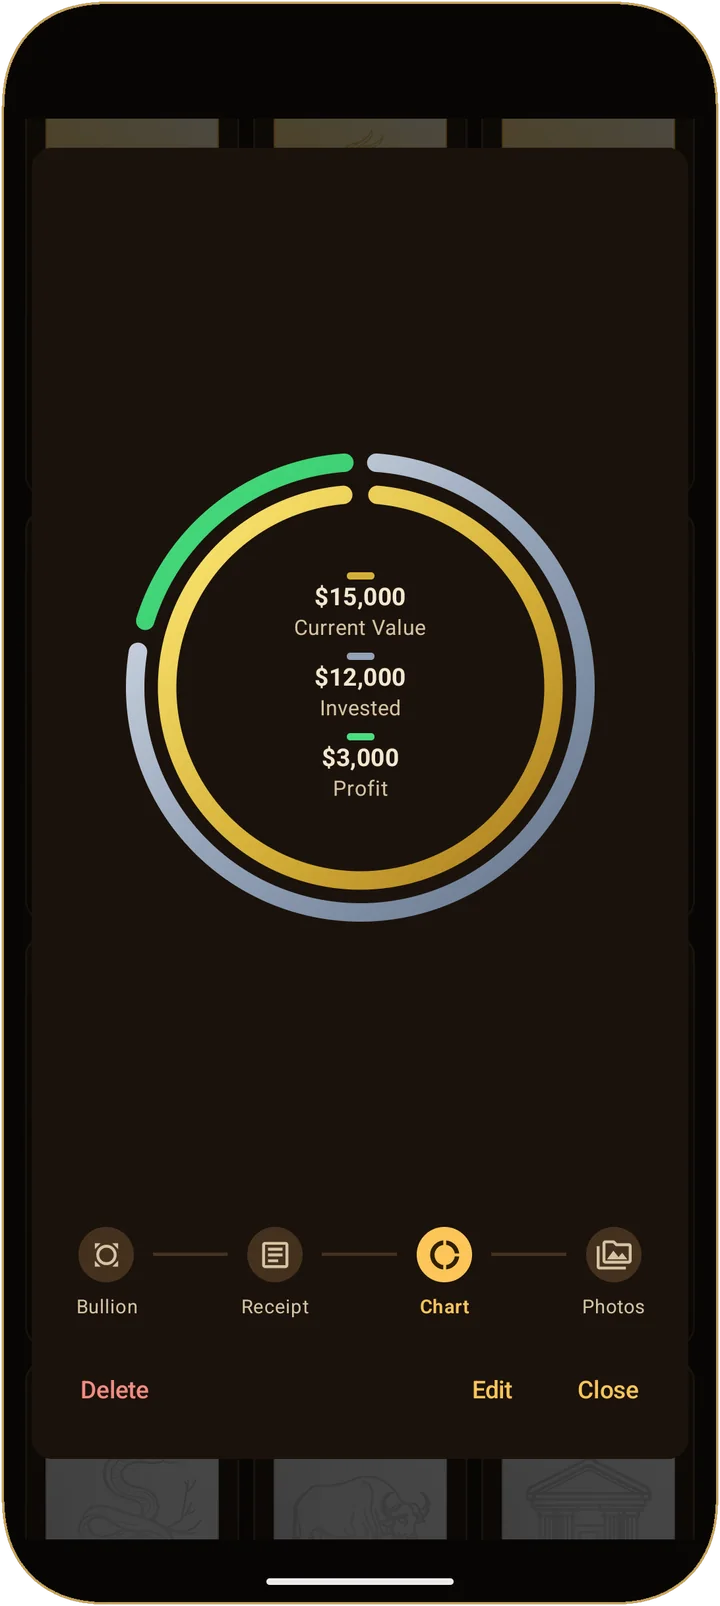 $15,000
Current Value
$12,000
Invested
$3,000
Profit
Bullion
Receipt
Chart
Photos
Delete
Edit
Close